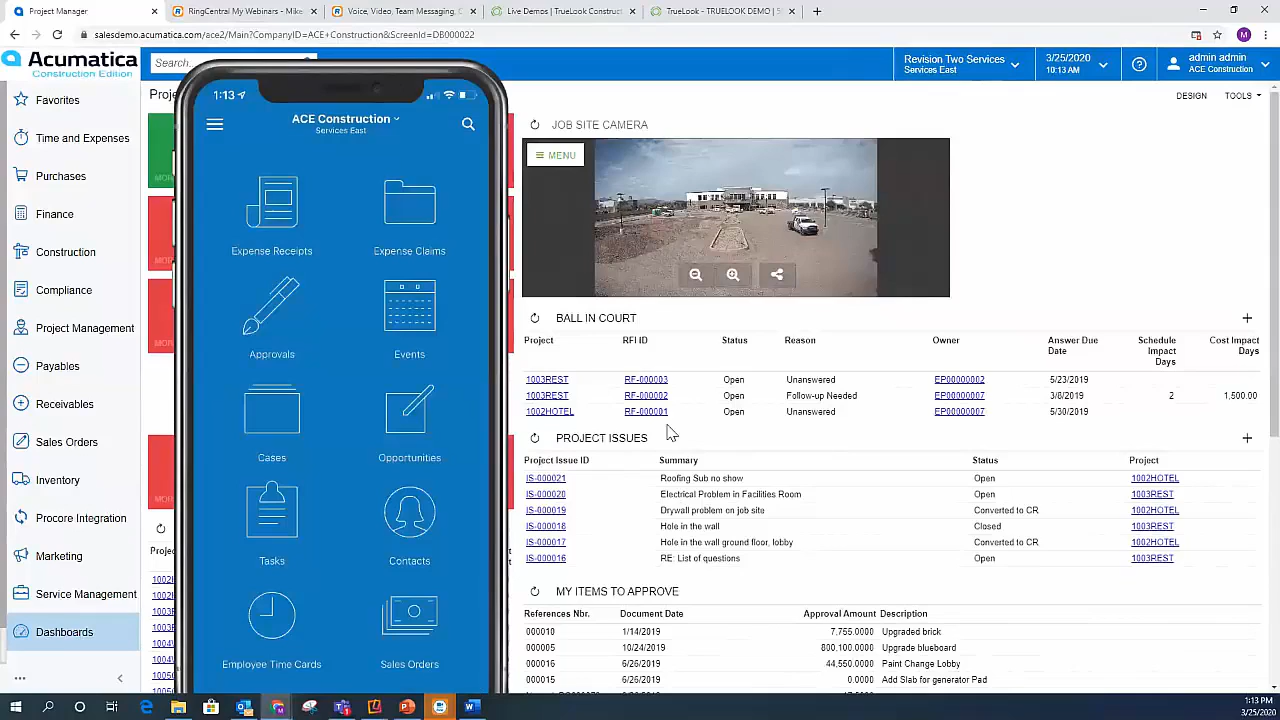 Project Management
RingCentral My Webinars - Mike
Voice, Video, Team Messaging, C
Live Demos | TrueLook Construct
TrueLook - TRUELOOK DEMO | 5
salesdemo.acumatica.com/ace2/Main?CompanyID=ACE+Construction&ScreenId=DB000022
M
Acumatica
Construction Edition
Search...
Revision Two Services
Services East
3/25/2020
10:13 AM
admin admin
ACE Construction
Favorites
Time and Expenses
Purchases
Finance
Construction
Compliance
Project Management
Payables
Receivables
Sales Orders
Inventory
Procore Integration
Marketing
Service Management
Dashboards
DESIGN
TOOLS
1:13
ACE Construction
Services East
Expense Receipts
Expense Claims
Approvals
Events
Cases
Opportunities
Tasks
Contacts
Employee Time Cards
Sales Orders
JOB SITE CAMERA
MENU
BALL IN COURT
Project RFI ID Status Reason Owner Answer Due Date Schedule Impact Days Cost Impact Days
1003REST RF-000003 Open Unanswered EP00000002 5/23/2019
1003REST RF-000002 Open Follow-up Needed EP00000007 3/8/2019 2 1,500.00
1002HOTEL RF-000001 Open Unanswered EP00000007 5/30/2019
PROJECT ISSUES
Project Issue ID Summary Status Project
IS-000021 Roofing Sub no show Open 1002HOTEL
IS-000020 Electrical Problem in Facilities Room Open 1003REST
IS-000019 Drywall problem on job site Converted to CR 1002HOTEL
IS-000018 Hole in the wall Closed 1003REST
IS-000017 Hole in the wall ground floor, lobby Converted to CR 1002HOTEL
IS-000016 RE: List of questions Open 1003REST
MY ITEMS TO APPROVE
References Nbr. Document Date Approval Amount Description
000010 1/14/2019 7,755.0000 Upgraded brick
000005 10/24/2019 800,100.0000 Upgrade blueboard
000016 6/26/2019 44,550.0000 Paint Change Lobby
000015 6/26/2019 0.0000 Add Slab for generator Pad
1:13 PM
3/25/2020